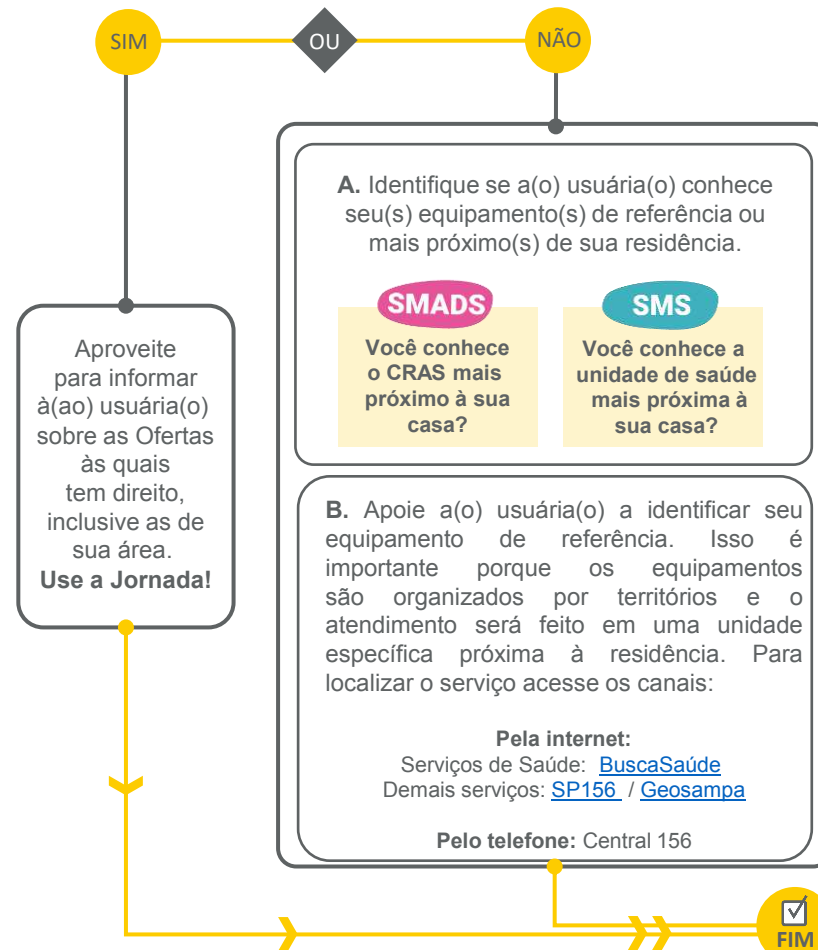 SIM
OU
NÃO
Aproveite
para informar
à(ao) usuária(o)
sobre as Ofertas
às quais
tem direito,
inclusive as de
sua área.
Use a Jornada!
A. Identifique se a(o) usuária(o) conhece
seu(s) equipamento(s) de referência ou
mais próximo(s) de sua residência.
SMADS
Você conhece
o CRAS mais
próximo à sua
casa?
SMS
Você conhece a
unidade de saúde
mais próxima à
sua casa?
B. Apoie a(o) usuária(o) a identificar seu
equipamento de referência. Isso é
importante porque os equipamentos
são organizados por territórios e o
atendimento será feito em uma unidade
específica próxima à residência. Para
localizar o serviço acesse os canais:
Pela internet:
Serviços de Saúde: BuscaSaúde
Demais serviços: SP156 / Geosampa
Pelo telefone: Central 156
FIM